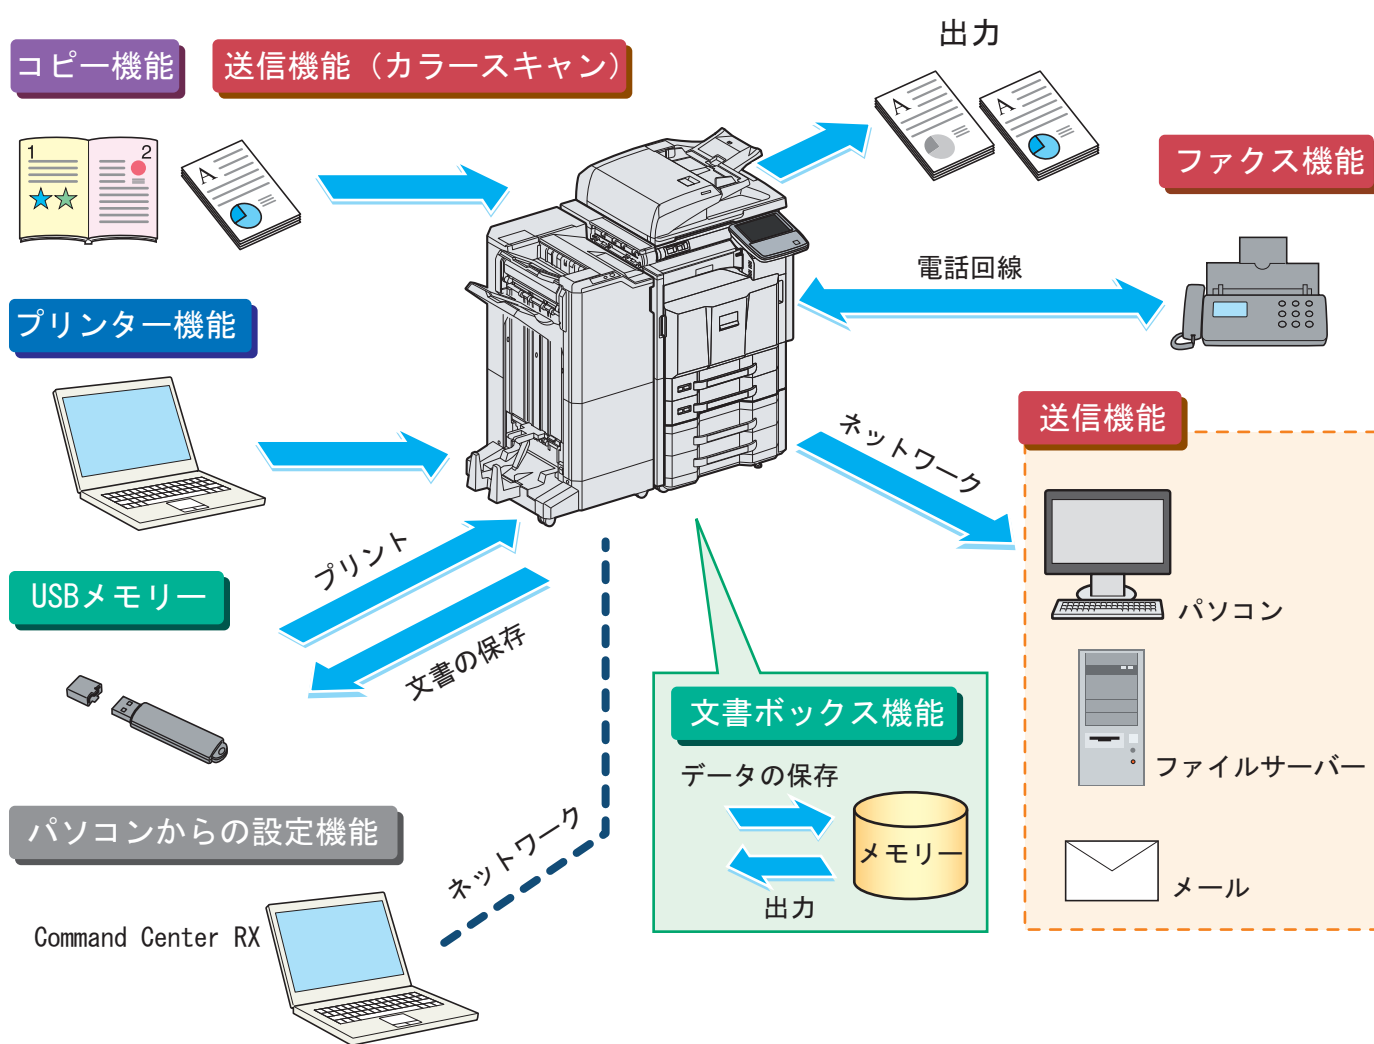 出力
コピー機能
送信機能（カラースキャン）
1
2
A
A
A
ファクス機能
電話回線
プリンター機能
送信機能
ネットワーク
プリント
USBメモリー
文書の保存
パソコン
文書ボックス機能
データの保存
ファイルサーバー
パソコンからの設定機能
ネットワーク
メモリー
メール
出力
Command Center RX